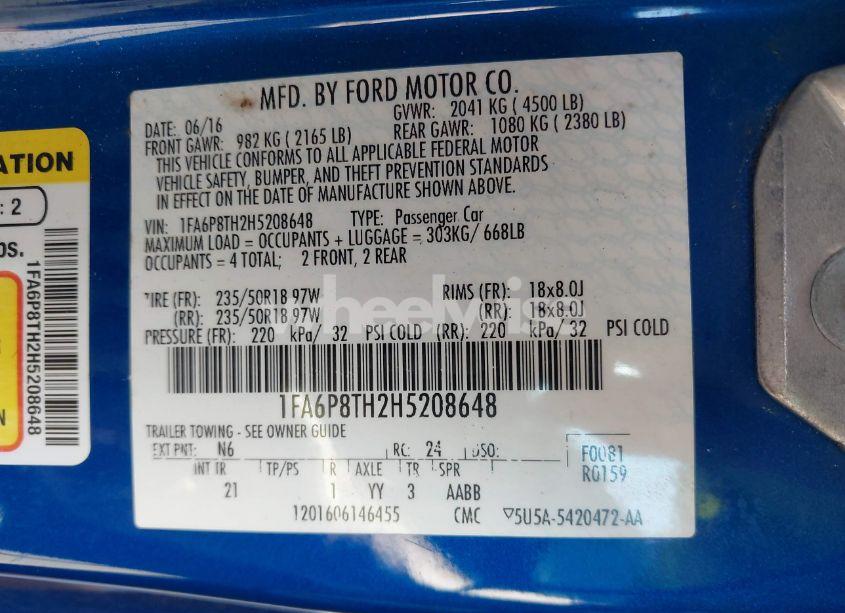 MFD. BY FORD MOTOR CO.
DATE: 06/16 GVWR: 2041 KG ( 4500 LB)
FRONT GAWR: 982 KG ( 2165 LB) REAR GAWR: 1080 KG ( 2380 LB)
THIS VEHICLE CONFORMS TO ALL APPLICABLE FEDERAL MOTOR
VEHICLE SAFETY, BUMPER, AND THEFT PREVENTION STANDARDS
IN EFFECT ON THE DATE OF MANUFACTURE SHOWN ABOVE.
VIN: 1FA6P8TH2H5208648 TYPE: Passenger Car
MAXIMUM LOAD = OCCUPANTS + LUGGAGE = 303KG/ 668LB
OCCUPANTS = 4 TOTAL; 2 FRONT, 2 REAR
IRE (FR): 235/50R18 97W RIMS (FR): 18x8.0J
(RR): 235/50R18 97W (RR): 18x8.0J
PRESSURE (FR): 220 kPa/ 32 PSI COLD (RR): 220 kPa/ 32 PSI COLD
1FA6P8TH2H5208648
TRAILER TOWING - SEE OWNER GUIDE
EXT PNT: N6 RC: 24 DSO: F0081
INT TR TP/PS R AXLE TR SPR R0159
21 1 YY 3 AABB
1201606146455 CMC ▽5U5A-5420472-AA
ATION
: 2
os.
1FA6P8TH2H5208648
N